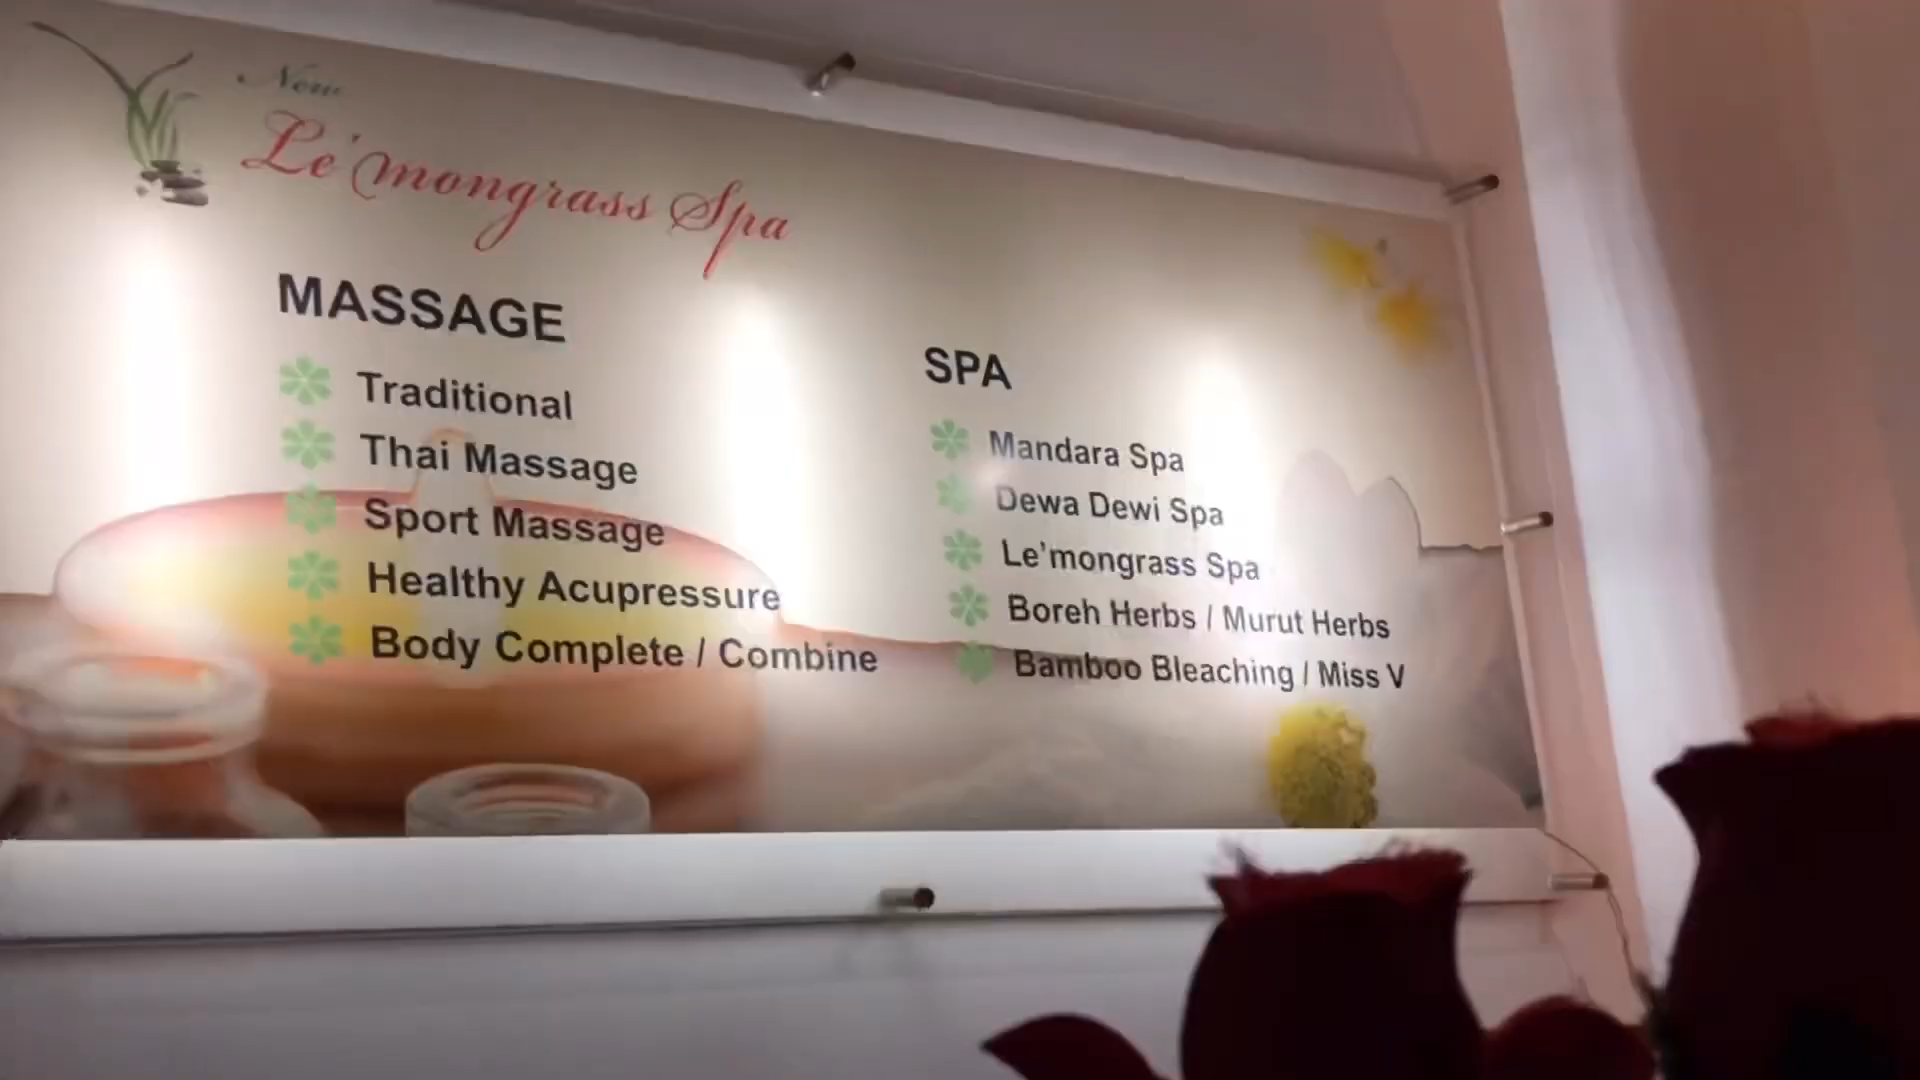 New
Le'mongrass Spa
MASSAGE
Traditional
Thai Massage
Sport Massage
Healthy Acupressure
Body Complete / Combine
SPA
Mandara Spa
Dewa Dewi Spa
Le'mongrass Spa
Boreh Herbs / Murut Herbs
Bamboo Bleaching / Miss V